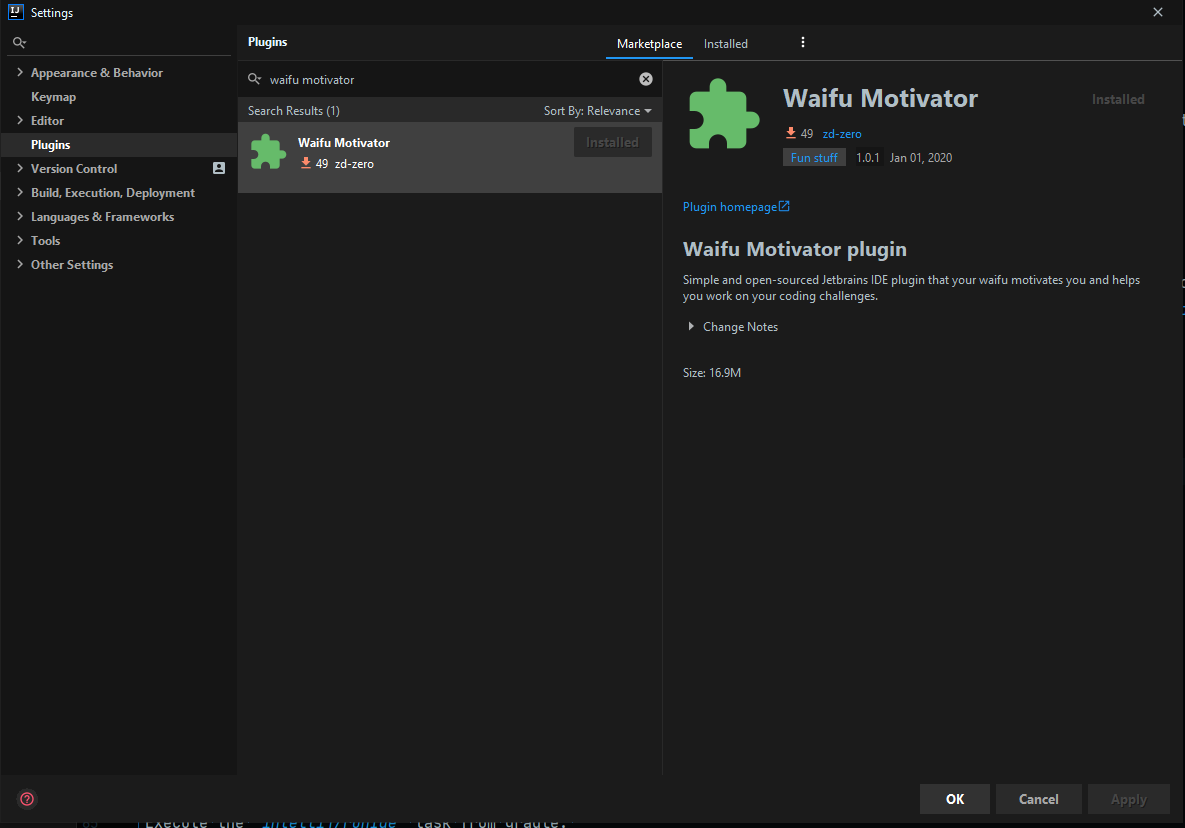 IJ
Settings
Appearance & Behavior
Keymap
Editor
Plugins
Version Control
Build, Execution, Deployment
Languages & Frameworks
Tools
Other Settings
Plugins
Marketplace
Installed
waifu motivator
Search Results (1)
Sort By: Relevance
Waifu Motivator
Installed
49 zd-zero
Waifu Motivator
Installed
49 zd-zero
Fun stuff 1.0.1 Jan 01, 2020
Plugin homepage
Waifu Motivator plugin
Simple and open-sourced Jetbrains IDE plugin that your waifu motivates you and helps
you work on your coding challenges.
Change Notes
Size: 16.9M
?
OK
Cancel
Apply
Execute the task from gradle.